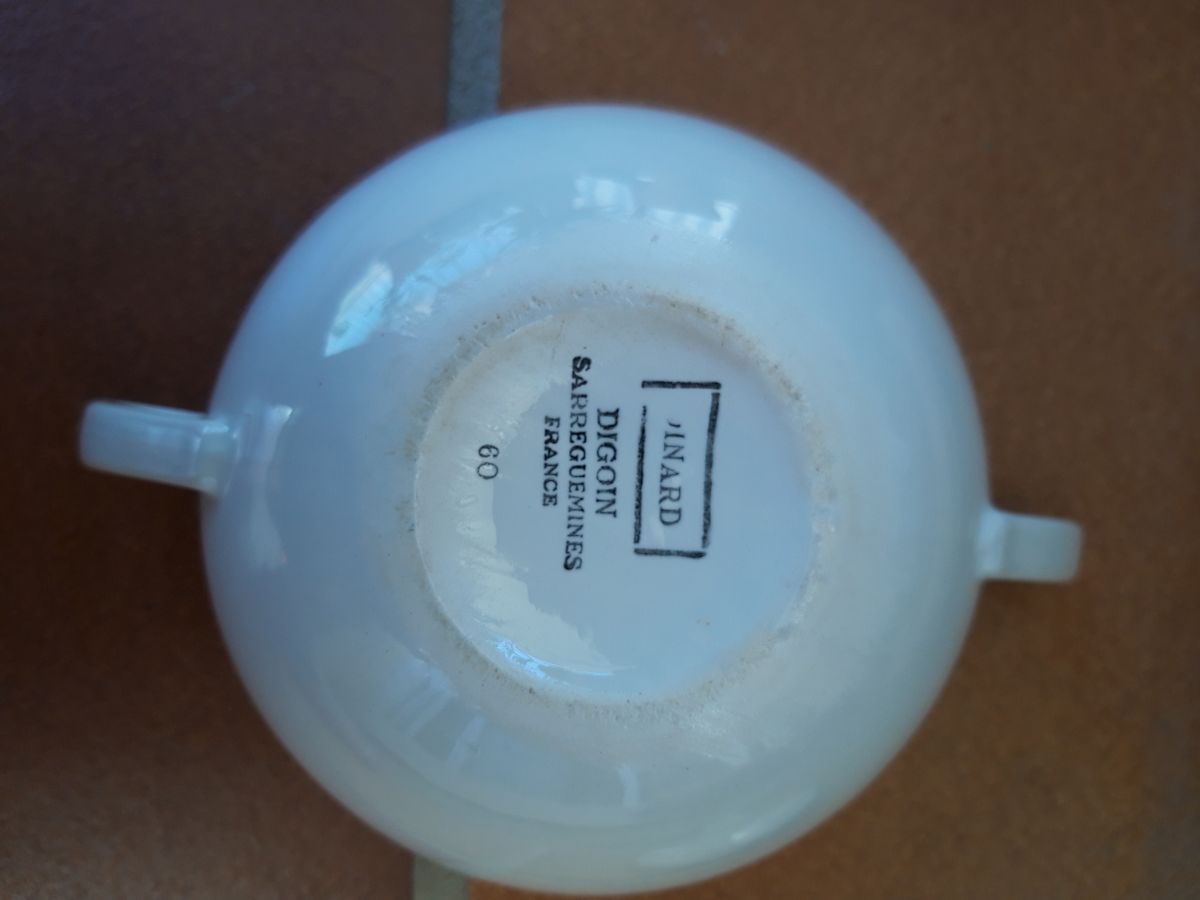 DIGOIN
SARREGUEMINES
FRANCE
60